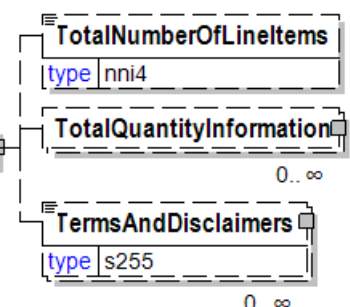 TotalNumberOfLineItems
type nni4
TotalQuantityInformation
0.. ∞
TermsAndDisclaimers
type s255
0.. ∞